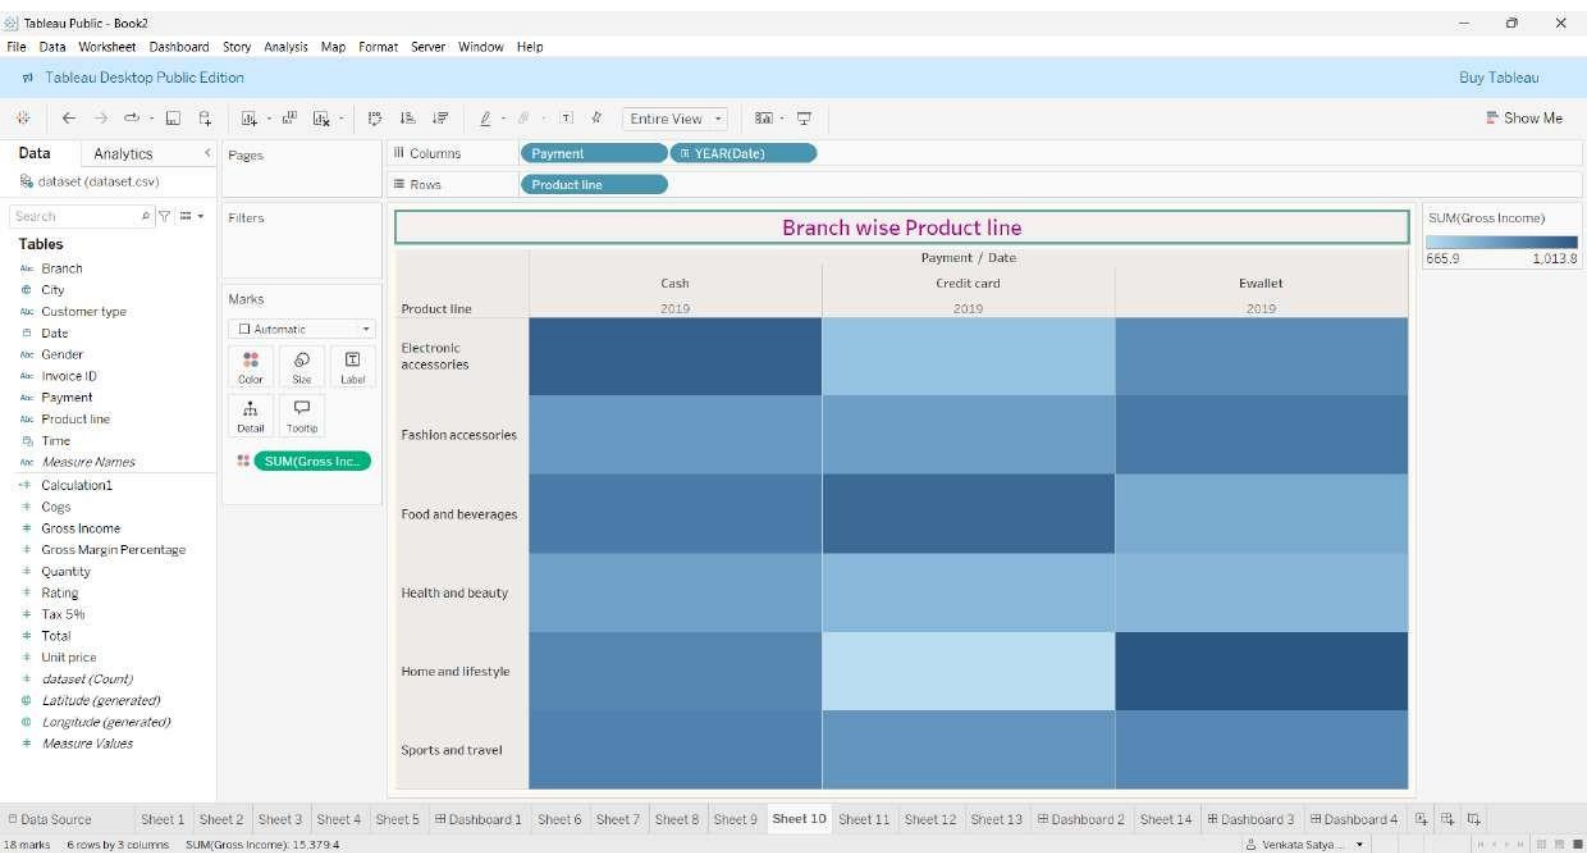 Tableau Public - Book2
File Data Worksheet Dashboard Story Analysis Map Format Server Window Help
Tableau Desktop Public Edition
Buy Tableau
Entire View
Show Me
Data Analytics
dataset (dataset.csv)
Search
Tables
Abc Branch
City
Abc Customer type
Date
Abc Gender
Abc Invoice ID
Abc Payment
Abc Product line
Time
Abc Measure Names
Calculation1
Cogs
Gross Income
Gross Margin Percentage
Quantity
Rating
Tax 5%
Total
Unit price
dataset (Count)
Latitude (generated)
Longitude (generated)
Measure Values
Pages
Filters
Marks
Automatic
Color Size Label
Detail Tooltip
SUM(Gross Inc..
Columns Payment YEAR(Date)
Rows Product line
Branch wise Product line
Payment / Date
Cash Credit card Ewallet
Product line 2019 2019 2019
Electronic
accessories
Fashion accessories
Food and beverages
Health and beauty
Home and lifestyle
Sports and travel
SUM(Gross Income)
665.9 1,013.8
Data Source Sheet 1 Sheet 2 Sheet 3 Sheet 4 Sheet 5 Dashboard 1 Sheet 6 Sheet 7 Sheet 8 Sheet 9 Sheet 10 Sheet 11 Sheet 12 Sheet 13 Dashboard 2 Sheet 14 Dashboard 3 Dashboard 4
18 marks 6 rows by 3 columns SUM(Gross Income): 15,379.4
Venkata Satya ...